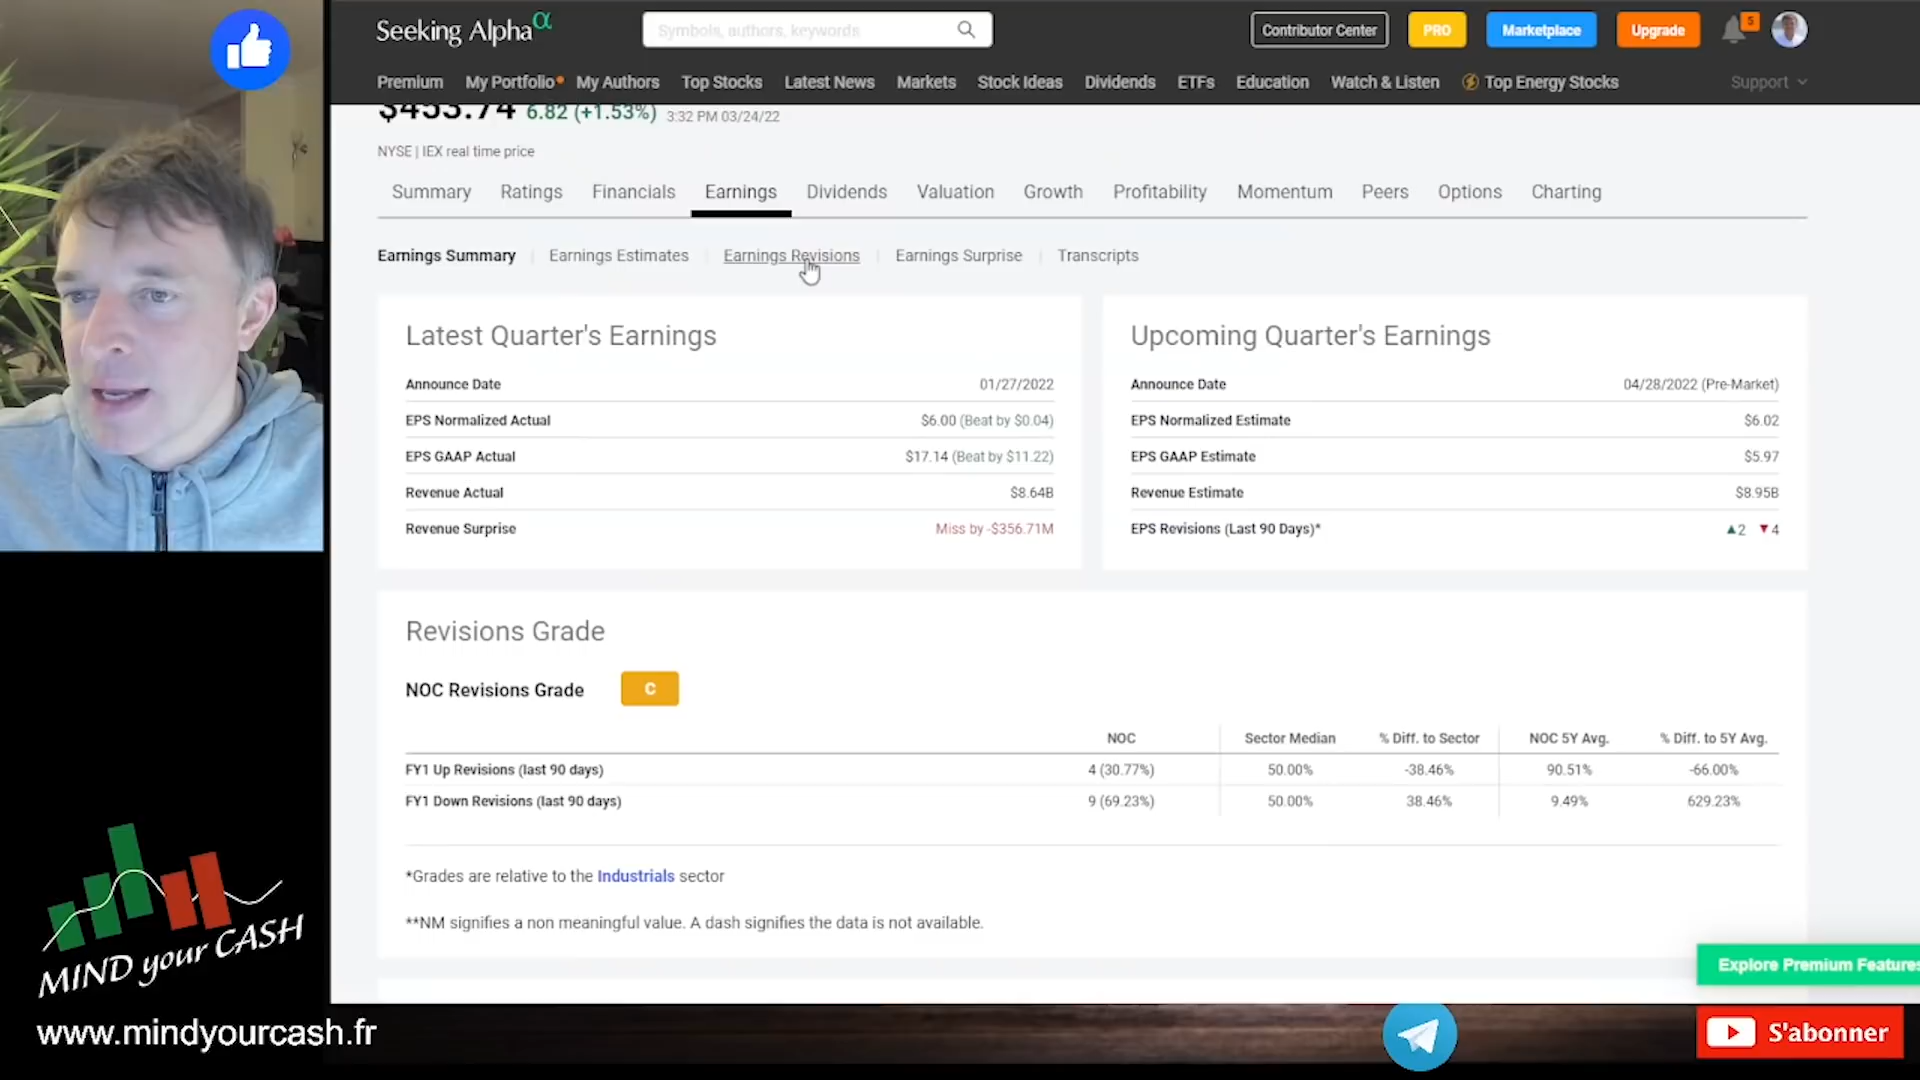 Seeking Alpha α
Symbols, authors, keywords
Contributor Center
PRO
Marketplace
Upgrade
5
Premium My Portfolio My Authors Top Stocks Latest News Markets Stock Ideas Dividends ETFs Education Watch & Listen Top Energy Stocks Support
$453.74 6.82 (+1.53%) 3:32 PM 03/24/22
NYSE | IEX real time price
Summary Ratings Financials Earnings Dividends Valuation Growth Profitability Momentum Peers Options Charting
Earnings Summary Earnings Estimates Earnings Revisions Earnings Surprise Transcripts
Latest Quarter's Earnings
Announce Date 01/27/2022
EPS Normalized Actual $6.00 (Beat by $0.04)
EPS GAAP Actual $17.14 (Beat by $11.22)
Revenue Actual $8.64B
Revenue Surprise Miss by -$356.71M
Upcoming Quarter's Earnings
Announce Date 04/28/2022 (Pre-Market)
EPS Normalized Estimate $6.02
EPS GAAP Estimate $5.97
Revenue Estimate $8.95B
EPS Revisions (Last 90 Days)* ▲2 ▼4
Revisions Grade
NOC Revisions Grade C
NOC Sector Median % Diff. to Sector NOC 5Y Avg. % Diff. to 5Y Avg.
FY1 Up Revisions (last 90 days) 4 (30.77%) 50.00% -38.46% 90.51% -66.00%
FY1 Down Revisions (last 90 days) 9 (69.23%) 50.00% 38.46% 9.49% 629.23%
*Grades are relative to the Industrials sector
**NM signifies a non meaningful value. A dash signifies the data is not available.
Explore Premium Features
MIND your CASH
www.mindyourcash.fr
S'abonner